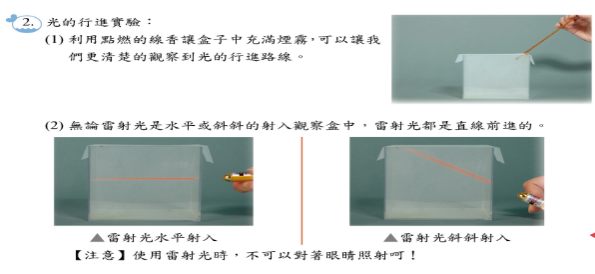 2. 光的行進實驗：
(1) 利用點燃的線香讓盒子中充滿煙霧，可以讓我
們更清楚的觀察到光的行進路線。
(2) 無論雷射光是水平或斜斜的射入觀察盒中，雷射光都是直線前進的。
▲雷射光水平射入
▲雷射光斜斜射入
【注意】使用雷射光時，不可以對著眼睛照射呵！